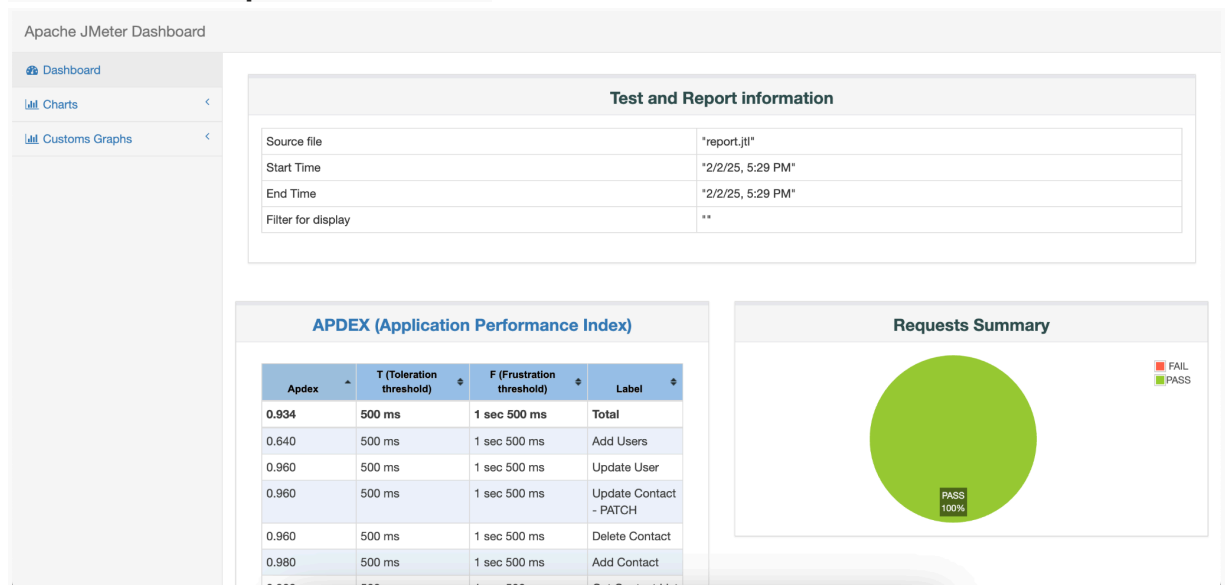 Apache JMeter Dashboard
Dashboard
Charts
Customs Graphs
Test and Report information
Source file "report.jtl"
Start Time "2/2/25, 5:29 PM"
End Time "2/2/25, 5:29 PM"
Filter for display ""
APDEX (Application Performance Index)
Apdex T (Toleration threshold) F (Frustration threshold) Label
0.934 500 ms 1 sec 500 ms Total
0.640 500 ms 1 sec 500 ms Add Users
0.960 500 ms 1 sec 500 ms Update User
0.960 500 ms 1 sec 500 ms Update Contact
- PATCH
0.960 500 ms 1 sec 500 ms Delete Contact
0.980 500 ms 1 sec 500 ms Add Contact
Requests Summary
FAIL
PASS
PASS
100%